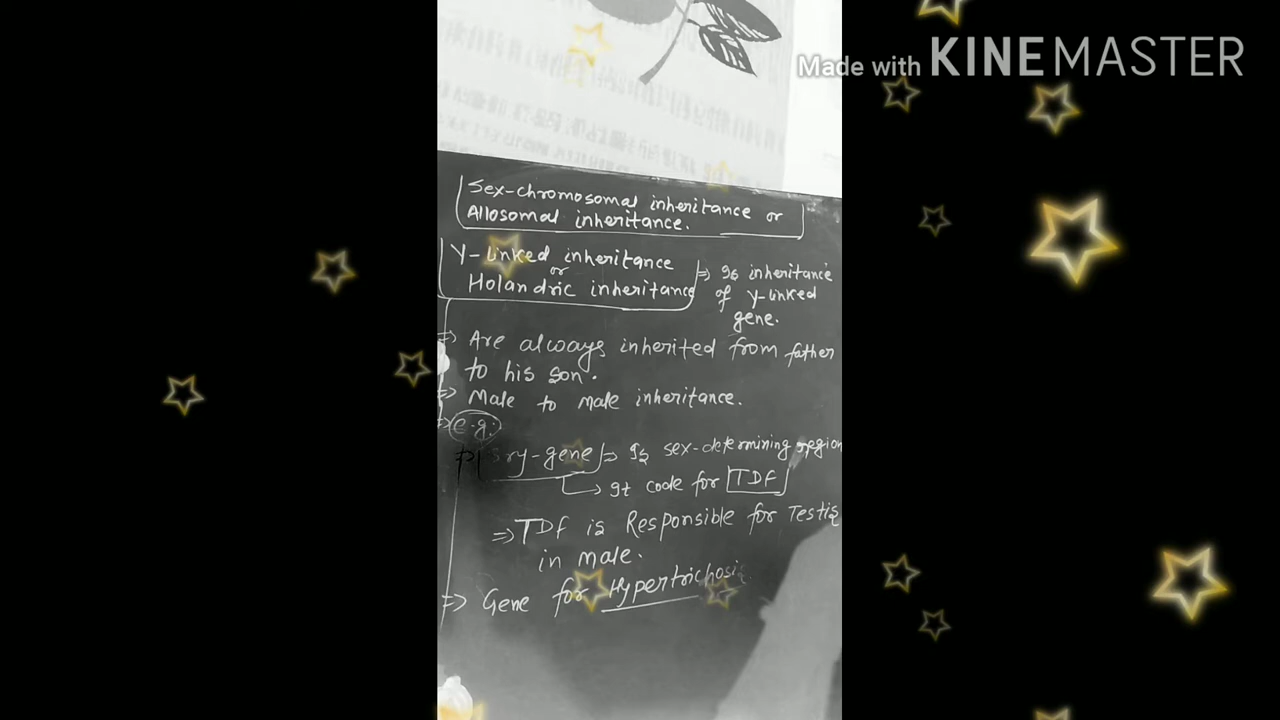 Made with KINEMASTER
Sex-chromosomal inheritance or
Allosomal inheritance.
Y-linked inheritance
or
Holandric inheritance
=> Is inheritance
of Y-linked
gene.
=> Are always inherited from father
to his son.
=> Male to male inheritance.
=> e.g:
sry-gene => Is sex-determining region
-> It code for TDF
=> TDF is Responsible for Testis
in male.
=> Gene for Hypertrichosis